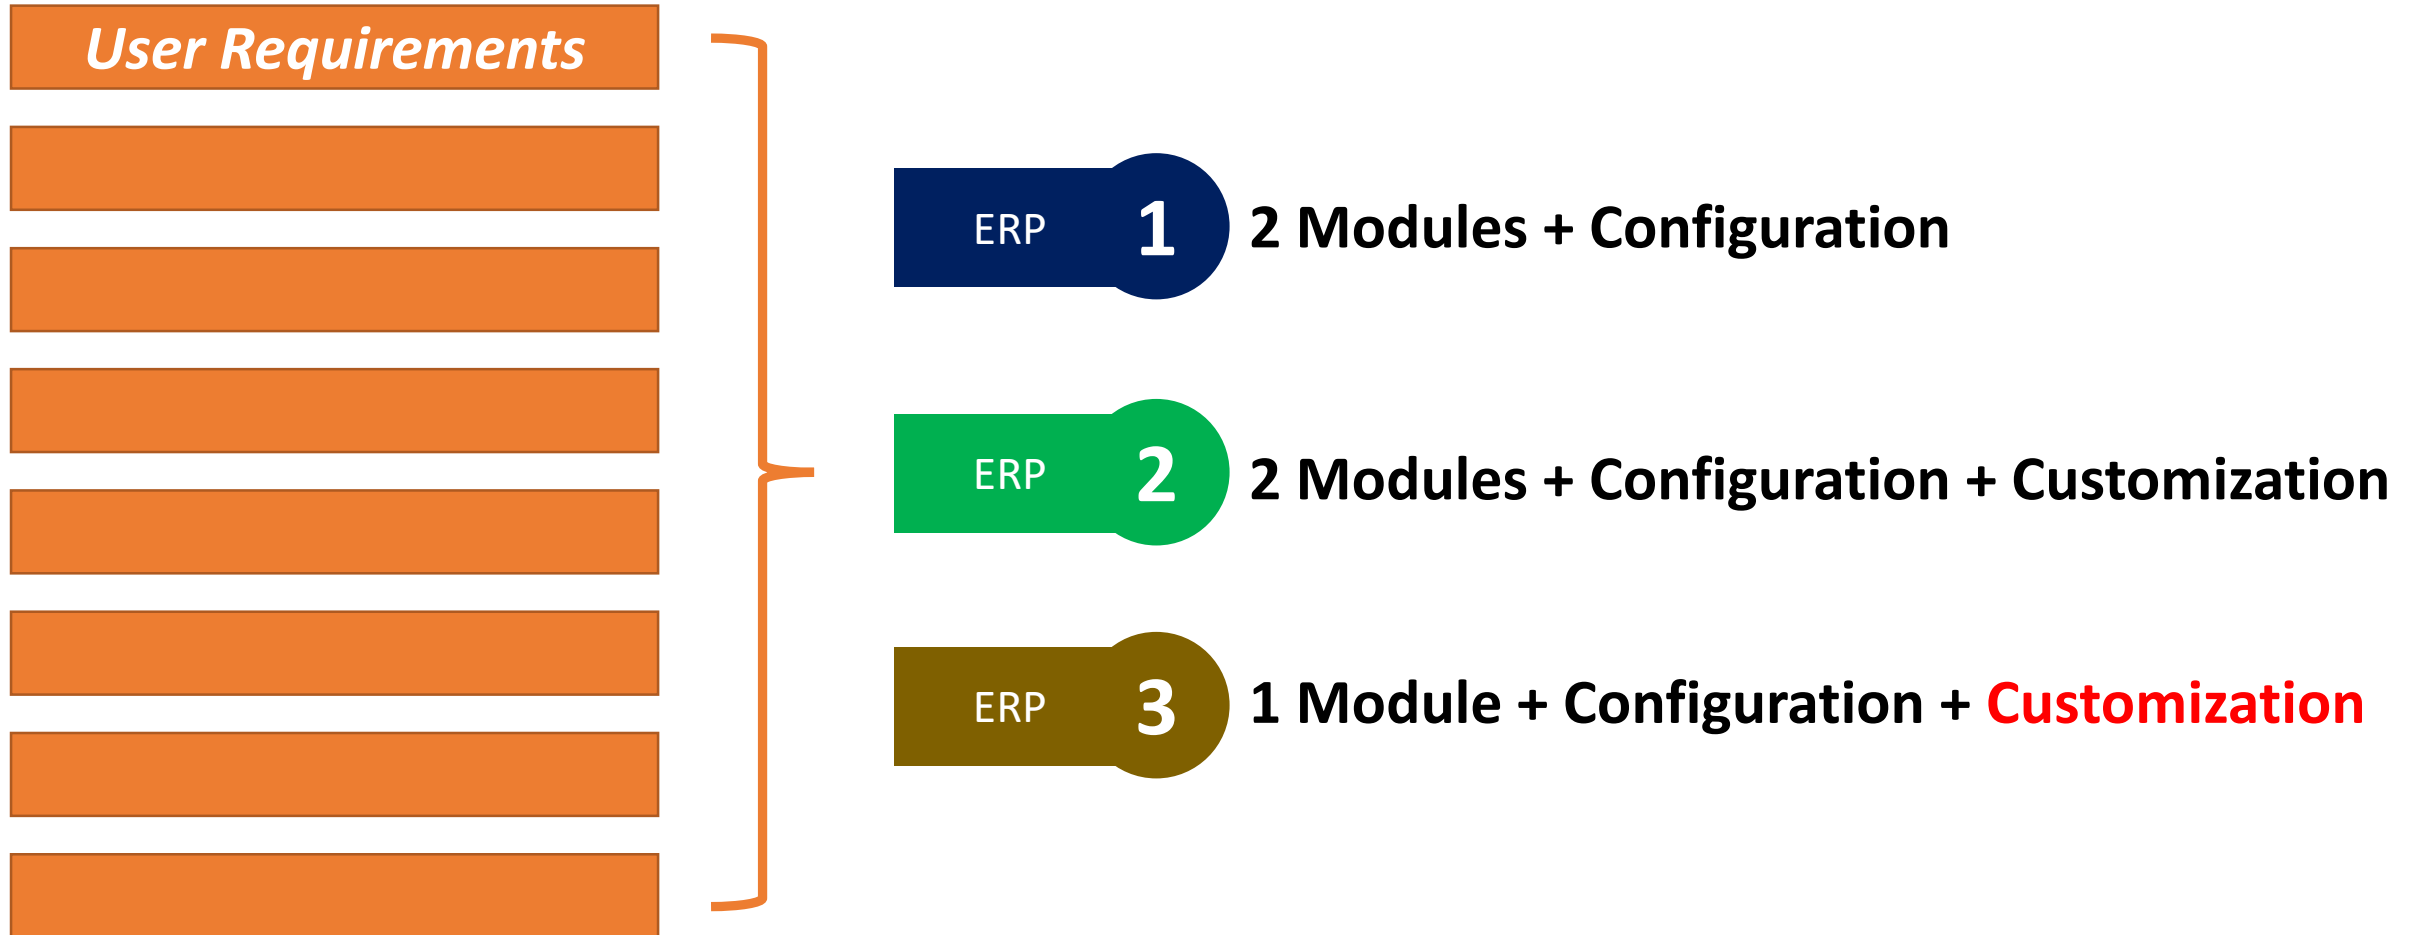 User Requirements
ERP 1 2 Modules + Configuration
ERP 2 2 Modules + Configuration + Customization
ERP 3 1 Module + Configuration + Customization